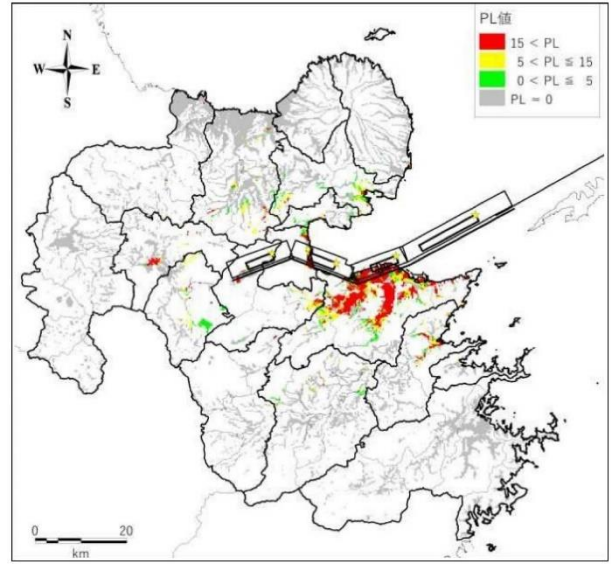 PL値
15 < PL
5 < PL ≦ 15
0 < PL ≦ 5
PL = 0
N
W E
S
0 20
km